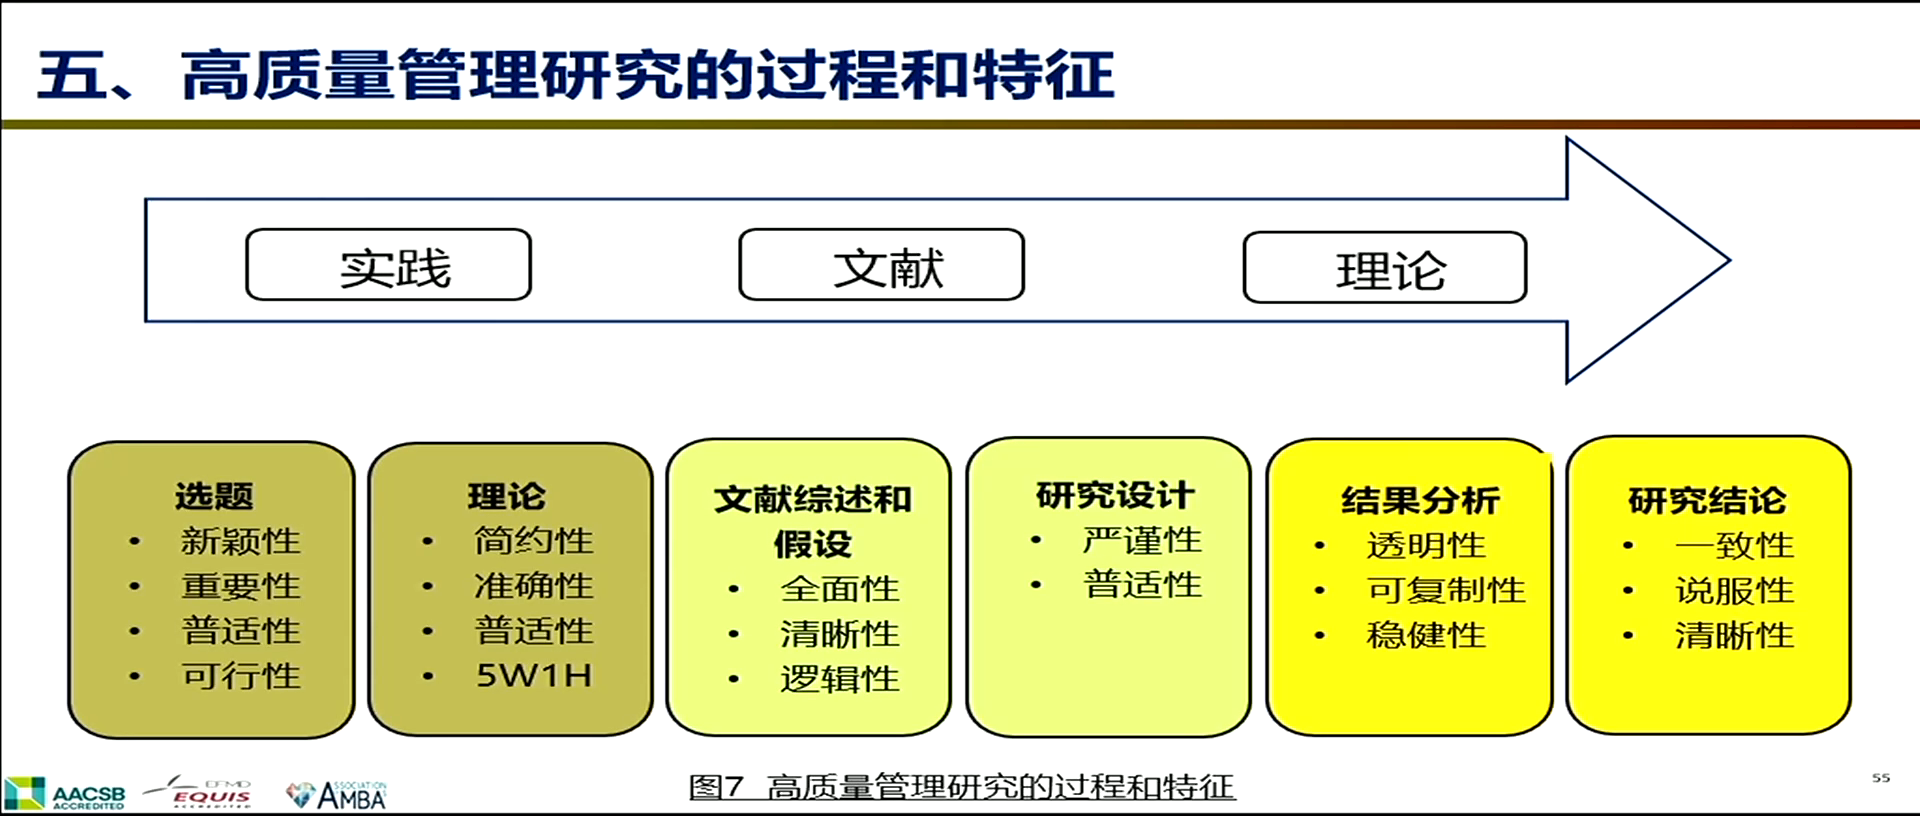 五、高质量管理研究的过程和特征
实践
文献
理论
选题
• 新颖性
• 重要性
• 普适性
• 可行性
理论
• 简约性
• 准确性
• 普适性
• 5W1H
文献综述和
假设
• 全面性
• 清晰性
• 逻辑性
研究设计
• 严谨性
• 普适性
结果分析
• 透明性
• 可复制性
• 稳健性
研究结论
• 一致性
• 说服性
• 清晰性
AACSB
ACCREDITED
EFMD
EQUIS
ACCREDITED
ASSOCIATION
AMBA
图7 高质量管理研究的过程和特征
55